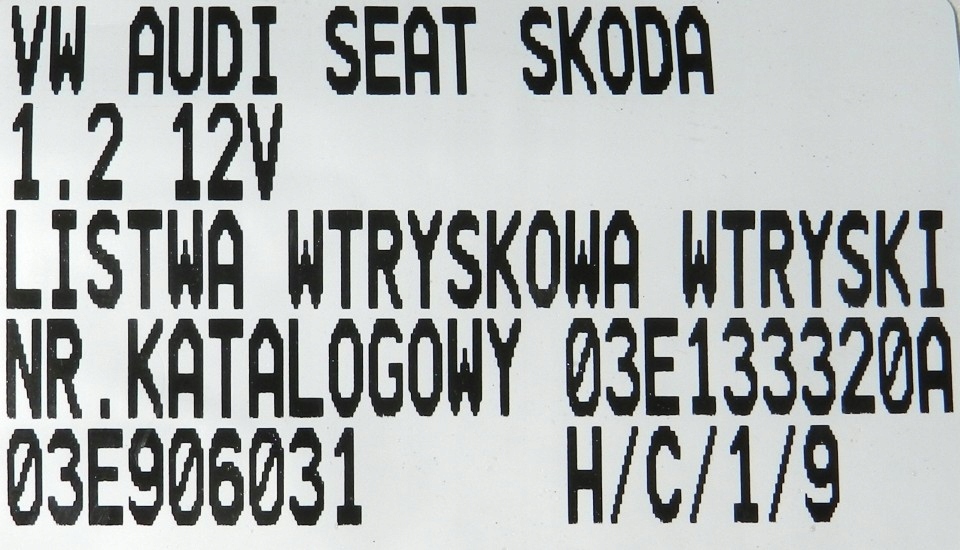 VW AUDI SEAT SKODA
1.2 12V
LISTWA WTRYSKOWA WTRYSKI
NR.KATALOGOWY 03E133320A
03E906031 H/C/1/9